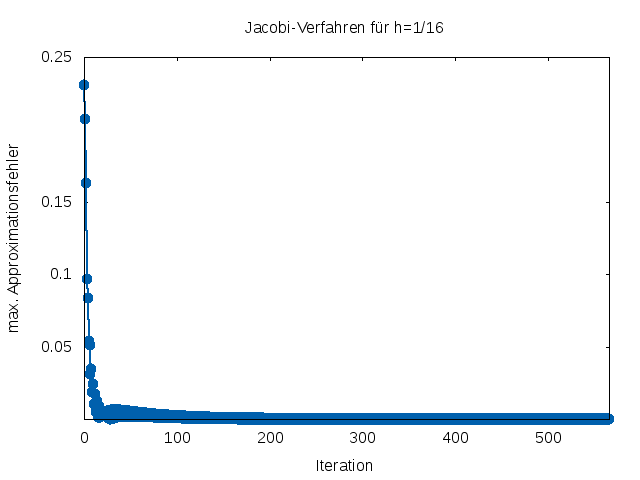 Jacobi-Verfahren für h=1/16
max. Approximationsfehler
0.25
0.15
0.1
0.05
0 100 200 300 400 500
Iteration